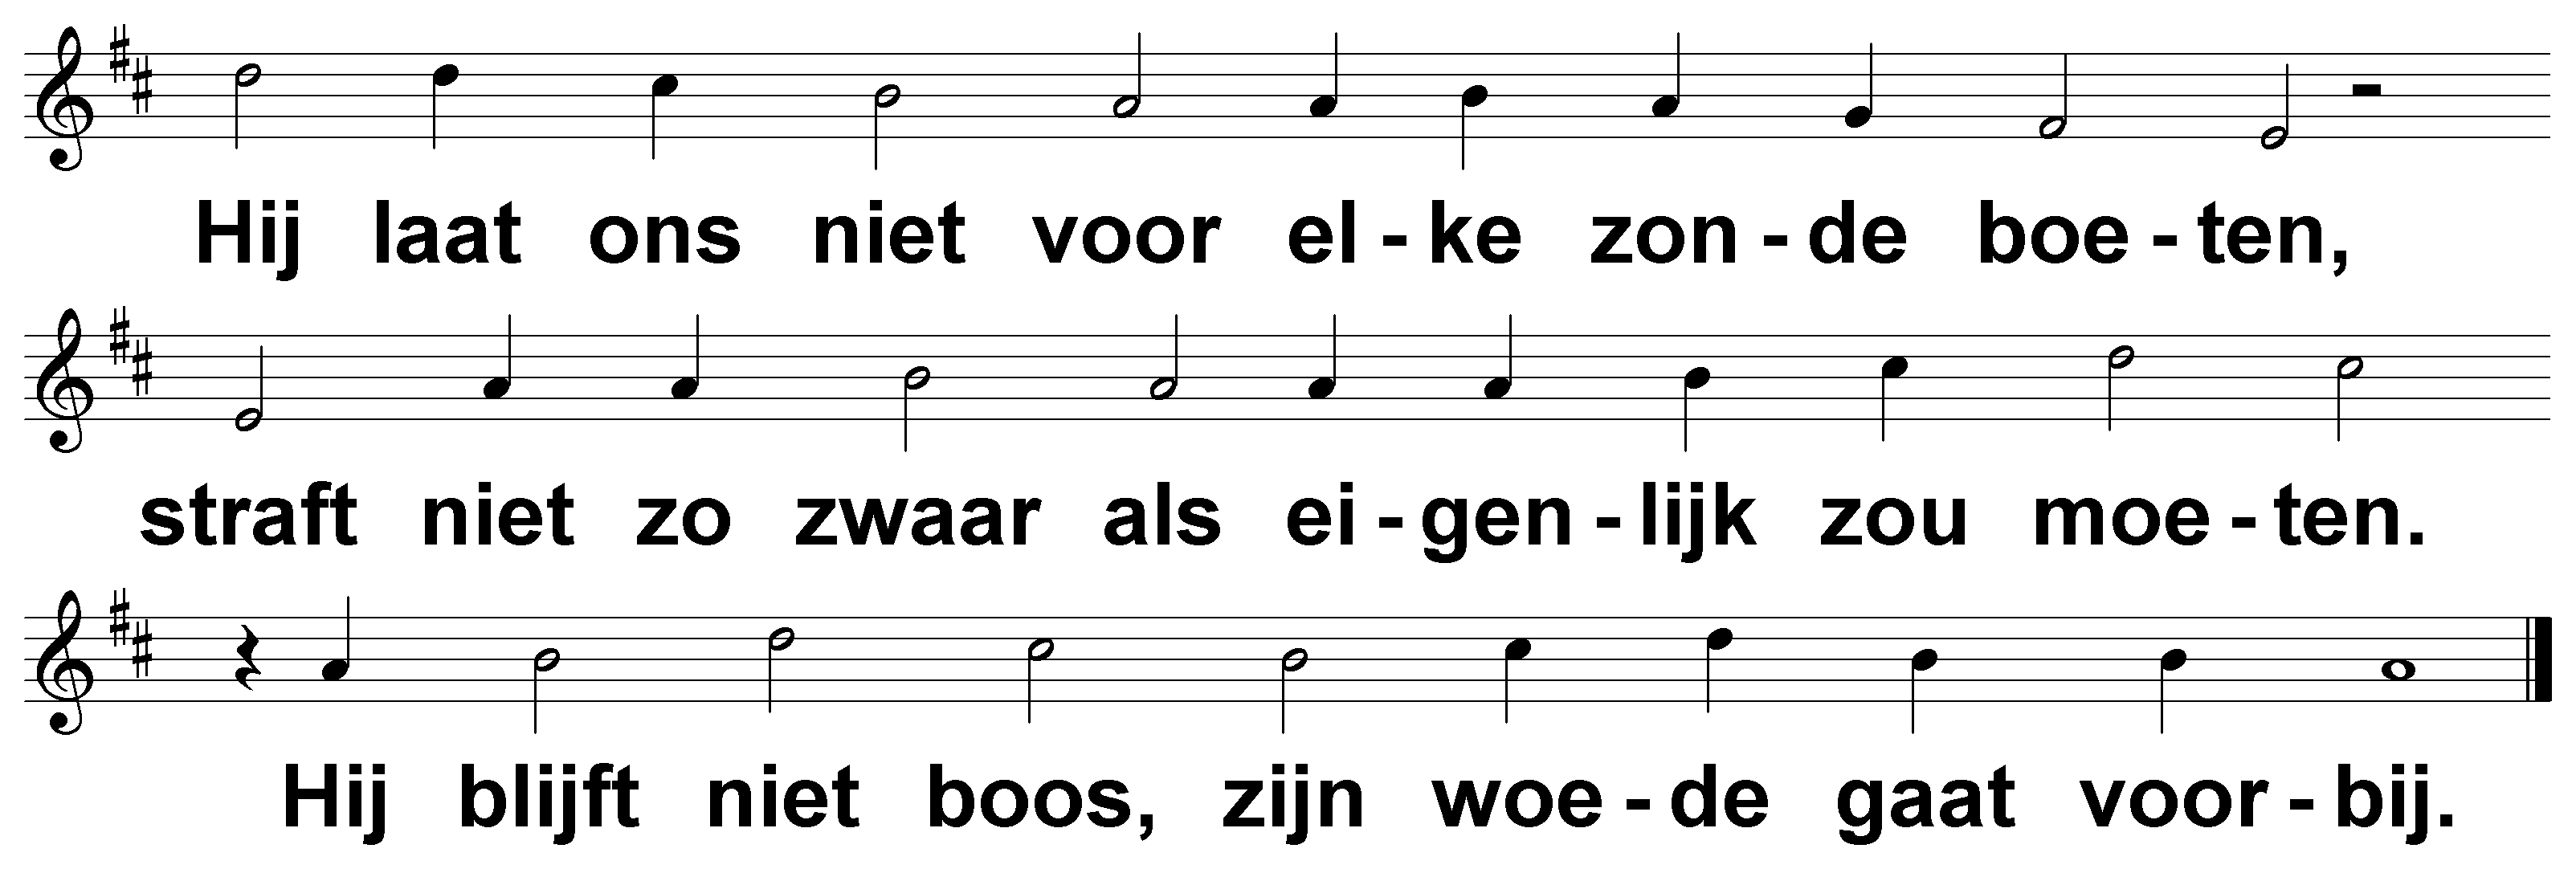 Hij laat ons niet voor el - ke zon - de boe - ten,
straft niet zo zwaar als ei - gen - lijk zou moe - ten.
Hij blijft niet boos, zijn woe - de gaat voor - bij.